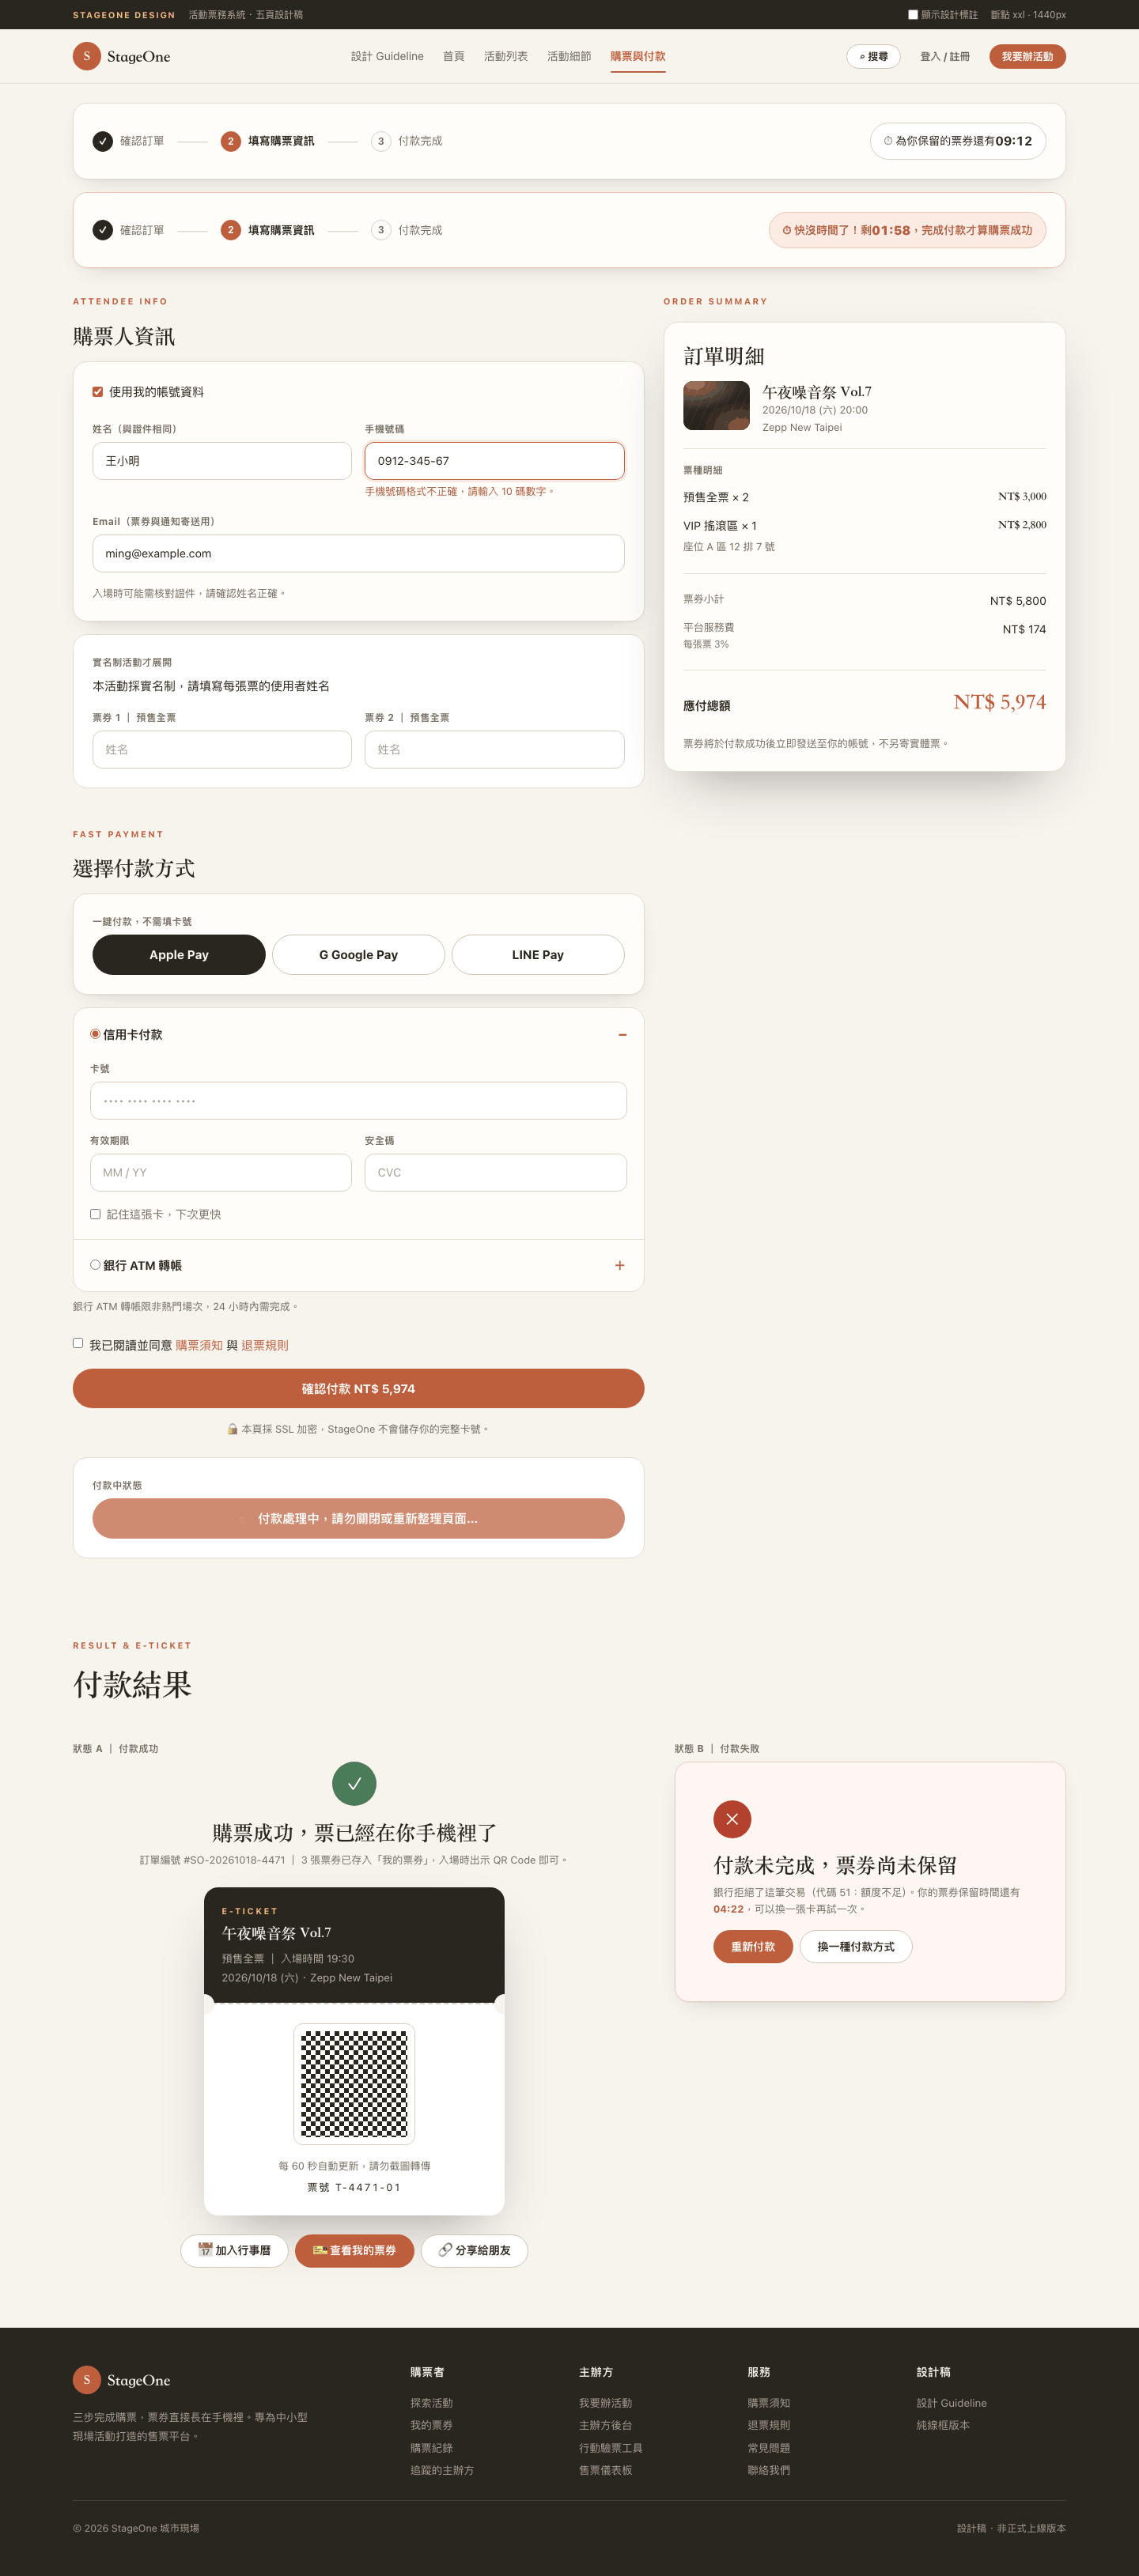 STAGEONE DESIGN 活動票務系統・五頁設計稿
顯示設計標註 斷點 xxl · 1440px
S StageOne
設計 Guideline 首頁 活動列表 活動細節 購票與付款
搜尋 登入 / 註冊 我要辦活動
確認訂單 2 填寫購票資訊 3 付款完成
為你保留的票券還有09:12
確認訂單 2 填寫購票資訊 3 付款完成
快沒時間了！剩01:58，完成付款才算購票成功
ATTENDEE INFO
購票人資訊
使用我的帳號資料
姓名（與證件相同） 手機號碼
王小明 0912-345-67
手機號碼格式不正確，請輸入 10 碼數字。
Email（票券與通知寄送用）
ming@example.com
入場時可能需核對證件，請確認姓名正確。
實名制活動才展開
本活動採實名制，請填寫每張票的使用者姓名
票券 1 ｜ 預售全票 票券 2 ｜ 預售全票
姓名 姓名
ORDER SUMMARY
訂單明細
午夜噪音祭 Vol.7
2026/10/18 (六) 20:00
Zepp New Taipei
票種明細
預售全票 × 2 NT$ 3,000
VIP 搖滾區 × 1 NT$ 2,800
座位 A 區 12 排 7 號
票券小計 NT$ 5,800
平台服務費 NT$ 174
每張票 3%
應付總額 NT$ 5,974
票券將於付款成功後立即發送至你的帳號，不另寄實體票。
FAST PAYMENT
選擇付款方式
一鍵付款，不需填卡號
Apple Pay G Google Pay LINE Pay
信用卡付款 −
卡號
•••• •••• •••• ••••
有效期限 安全碼
MM / YY CVC
記住這張卡，下次更快
銀行 ATM 轉帳 +
銀行 ATM 轉帳限非熱門場次，24 小時內需完成。
我已閱讀並同意 購票須知 與 退票規則
確認付款 NT$ 5,974
本頁採 SSL 加密，StageOne 不會儲存你的完整卡號。
付款中狀態
付款處理中，請勿關閉或重新整理頁面...
RESULT & E-TICKET
付款結果
狀態 A ｜ 付款成功
購票成功，票已經在你手機裡了
訂單編號 #SO-20261018-4471 ｜ 3 張票券已存入「我的票券」，入場時出示 QR Code 即可。
E-TICKET
午夜噪音祭 Vol.7
預售全票 ｜ 入場時間 19:30
2026/10/18 (六)・Zepp New Taipei
每 60 秒自動更新，請勿截圖轉傳
票號 T-4471-01
加入行事曆 查看我的票券 分享給朋友
狀態 B ｜ 付款失敗
付款未完成，票券尚未保留
銀行拒絕了這筆交易（代碼 51：額度不足）。你的票券保留時間還有
04:22，可以換一張卡再試一次。
重新付款 換一種付款方式
S StageOne
三步完成購票，票券直接長在手機裡。專為中小型
現場活動打造的售票平台。
購票者
探索活動
我的票券
購票紀錄
追蹤的主辦方
主辦方
我要辦活動
主辦方後台
行動驗票工具
售票儀表板
服務
購票須知
退票規則
常見問題
聯絡我們
設計稿
設計 Guideline
純線框版本
© 2026 StageOne 城市現場 設計稿・非正式上線版本